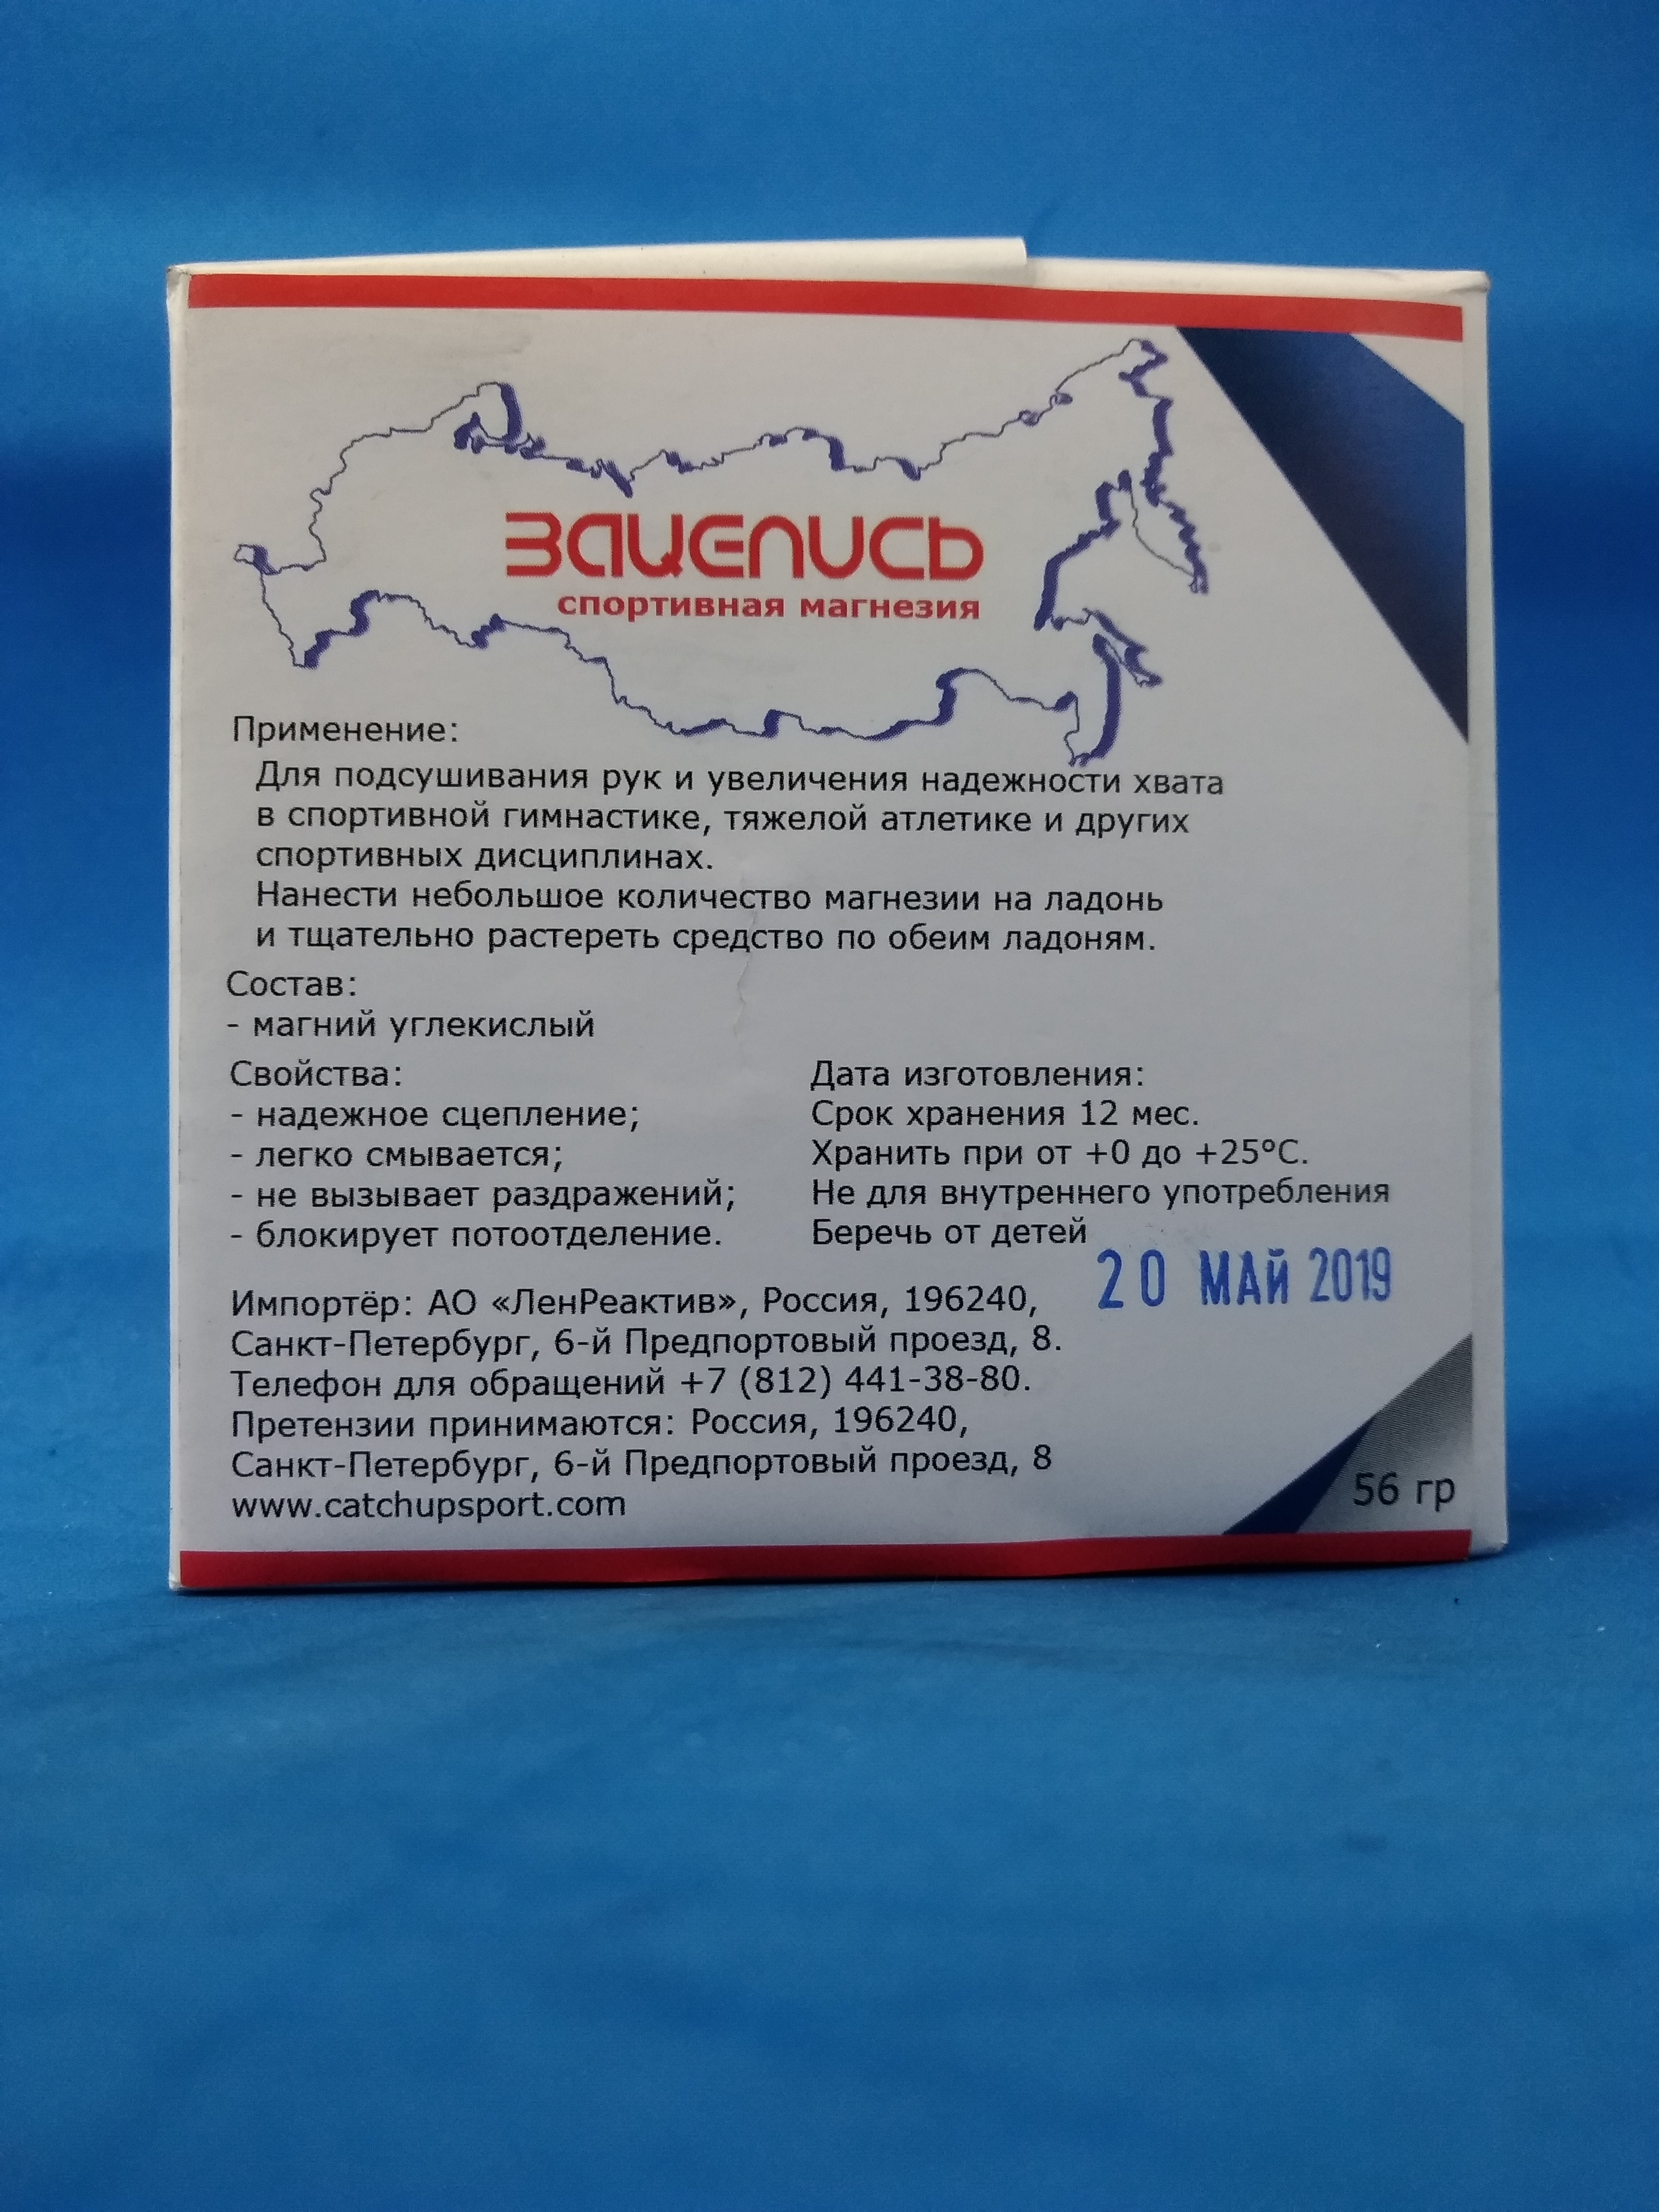 зацепись
спортивная магнезия
Применение:
Для подсушивания рук и увеличения надежности хвата
в спортивной гимнастике, тяжелой атлетике и других
спортивных дисциплинах.
Нанести небольшое количество магнезии на ладонь
и тщательно растереть средство по обеим ладоням.
Состав:
- магний углекислый
Свойства:
- надежное сцепление;
- легко смывается;
- не вызывает раздражений;
- блокирует потоотделение.
Дата изготовления:
Срок хранения 12 мес.
Хранить при от +0 до +25°С.
Не для внутреннего употребления
Беречь от детей
20 МАЙ 2019
Импортёр: АО «ЛенРеактив», Россия, 196240,
Санкт-Петербург, 6-й Предпортовый проезд, 8.
Телефон для обращений +7 (812) 441-38-80.
Претензии принимаются: Россия, 196240,
Санкт-Петербург, 6-й Предпортовый проезд, 8
www.catchupsport.com
56 гр